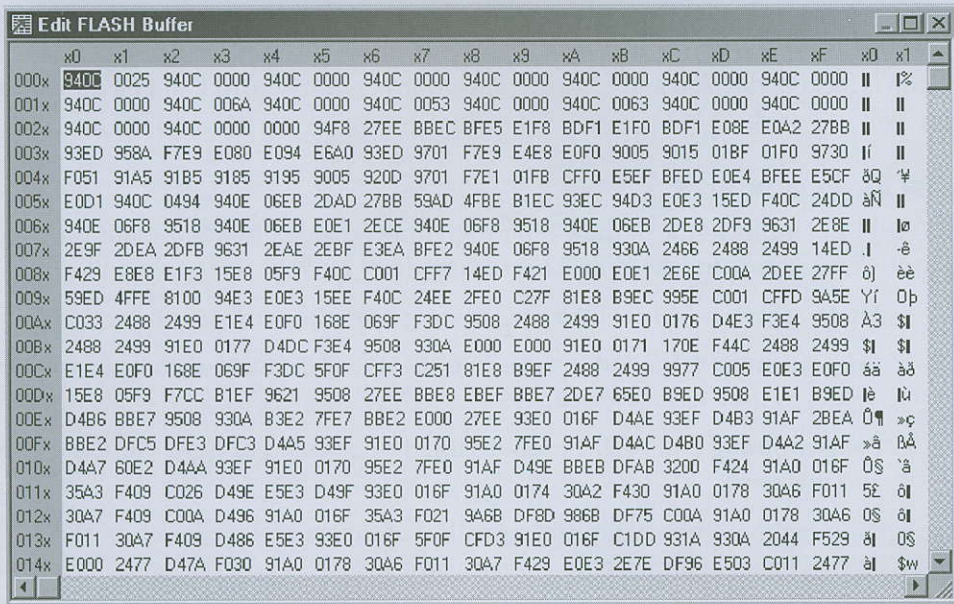 Edit FLASH Buffer
x0 x1 x2 x3 x4 x5 x6 x7 x8 x9 xA xB xC xD xE xF x0 x1
000x 940C 0025 940C 0000 940C 0000 940C 0000 940C 0000 940C 0000 940C 0000 940C 0000 ‖ |%
001x 940C 0000 940C 006A 940C 0000 940C 0053 940C 0000 940C 0063 940C 0000 940C 0000 ‖ ‖
002x 940C 0000 940C 0000 0000 94F8 27EE BBEC BFE5 E1F8 BDF1 E1F0 BDF1 E08E E0A2 27BB ‖ ‖
003x 93ED 958A F7E9 E080 E094 E6A0 93ED 9701 F7E9 E4E8 E0F0 9005 9015 01BF 01F0 9730 |í ‖
004x F051 91A5 91B5 9185 9195 9005 920D 9701 F7E1 01FB CFF0 E5EF BFED E0E4 BFEE E5CF ðQ '¥
005x E0D1 940C 0494 940E 06EB 2DAD 27BB 59AD 4FBE B1EC 93EC 94D3 E0E3 15ED F40C 24DD àÑ ‖
006x 940E 06F8 9518 940E 06EB E0E1 2ECE 940E 06F8 9518 940E 06EB 2DE8 2DF9 9631 2E8E ‖ |ø
007x 2E9F 2DEA 2DFB 9631 2EAE 2EBF E3EA BFE2 940E 06F8 9518 930A 2466 2488 2499 14ED .| -ê
008x F429 E8E8 E1F3 15E8 05F9 F40C C001 CFF7 14ED F421 E000 E0E1 2E6E C00A 2DEE 27FF ô) èè
009x 59ED 4FFE 8100 94E3 E0E3 15EE F40C 24EE 2FE0 C27F 81E8 B9EC 995E C001 CFFD 9A5E Yí Oþ
00Ax C033 2488 2499 E1E4 E0F0 168E 069F F3DC 9508 2488 2499 91E0 0176 D4E3 F3E4 9508 À3 $|
00Bx 2488 2499 91E0 0177 D4DC F3E4 9508 930A E000 E000 91E0 0171 170E F44C 2488 2499 $| $|
00Cx E1E4 E0F0 168E 069F F3DC 5F0F CFF3 C251 81E8 B9EF 2488 2499 9977 C005 E0E3 E0F0 áä àð
00Dx 15E8 05F9 F7CC B1EF 9621 9508 27EE BBE8 EBEF BBE7 2DE7 65E0 B9ED 9508 E1E1 B9ED |è |ù
00Ex D4B6 BBE7 9508 930A B3E2 7FE7 BBE2 E000 27EE 93E0 016F D4AE 93EF D4B3 91AF 2BEA Ô¶ »ç
00Fx BBE2 DFC5 DFE3 DFC3 D4A5 93EF 91E0 0170 95E2 7FE0 91AF D4AC D4B0 93EF D4A2 91AF »â ßÅ
010x D4A7 60E2 D4AA 93EF 91E0 0170 95E2 7FE0 91AF D49E BBEB DFAB 3200 F424 91A0 016F Ô§ `â
011x 35A3 F409 C026 D49E E5E3 D49F 93E0 016F 91A0 0174 30A2 F430 91A0 0178 30A6 F011 5£ ô|
012x 30A7 F409 C00A D496 91A0 016F 35A3 F021 9A6B DF8D 986B DF75 C00A 91A0 0178 30A6 0§ ô|
013x F011 30A7 F409 D486 E5E3 93E0 016F 5F0F CFD3 91E0 016F C1DD 931A 930A 2044 F529 ð| 0§
014x E000 2477 D47A F030 91A0 0178 30A6 F011 30A7 F429 E0E3 2E7E DF96 E503 C011 2477 à| $w